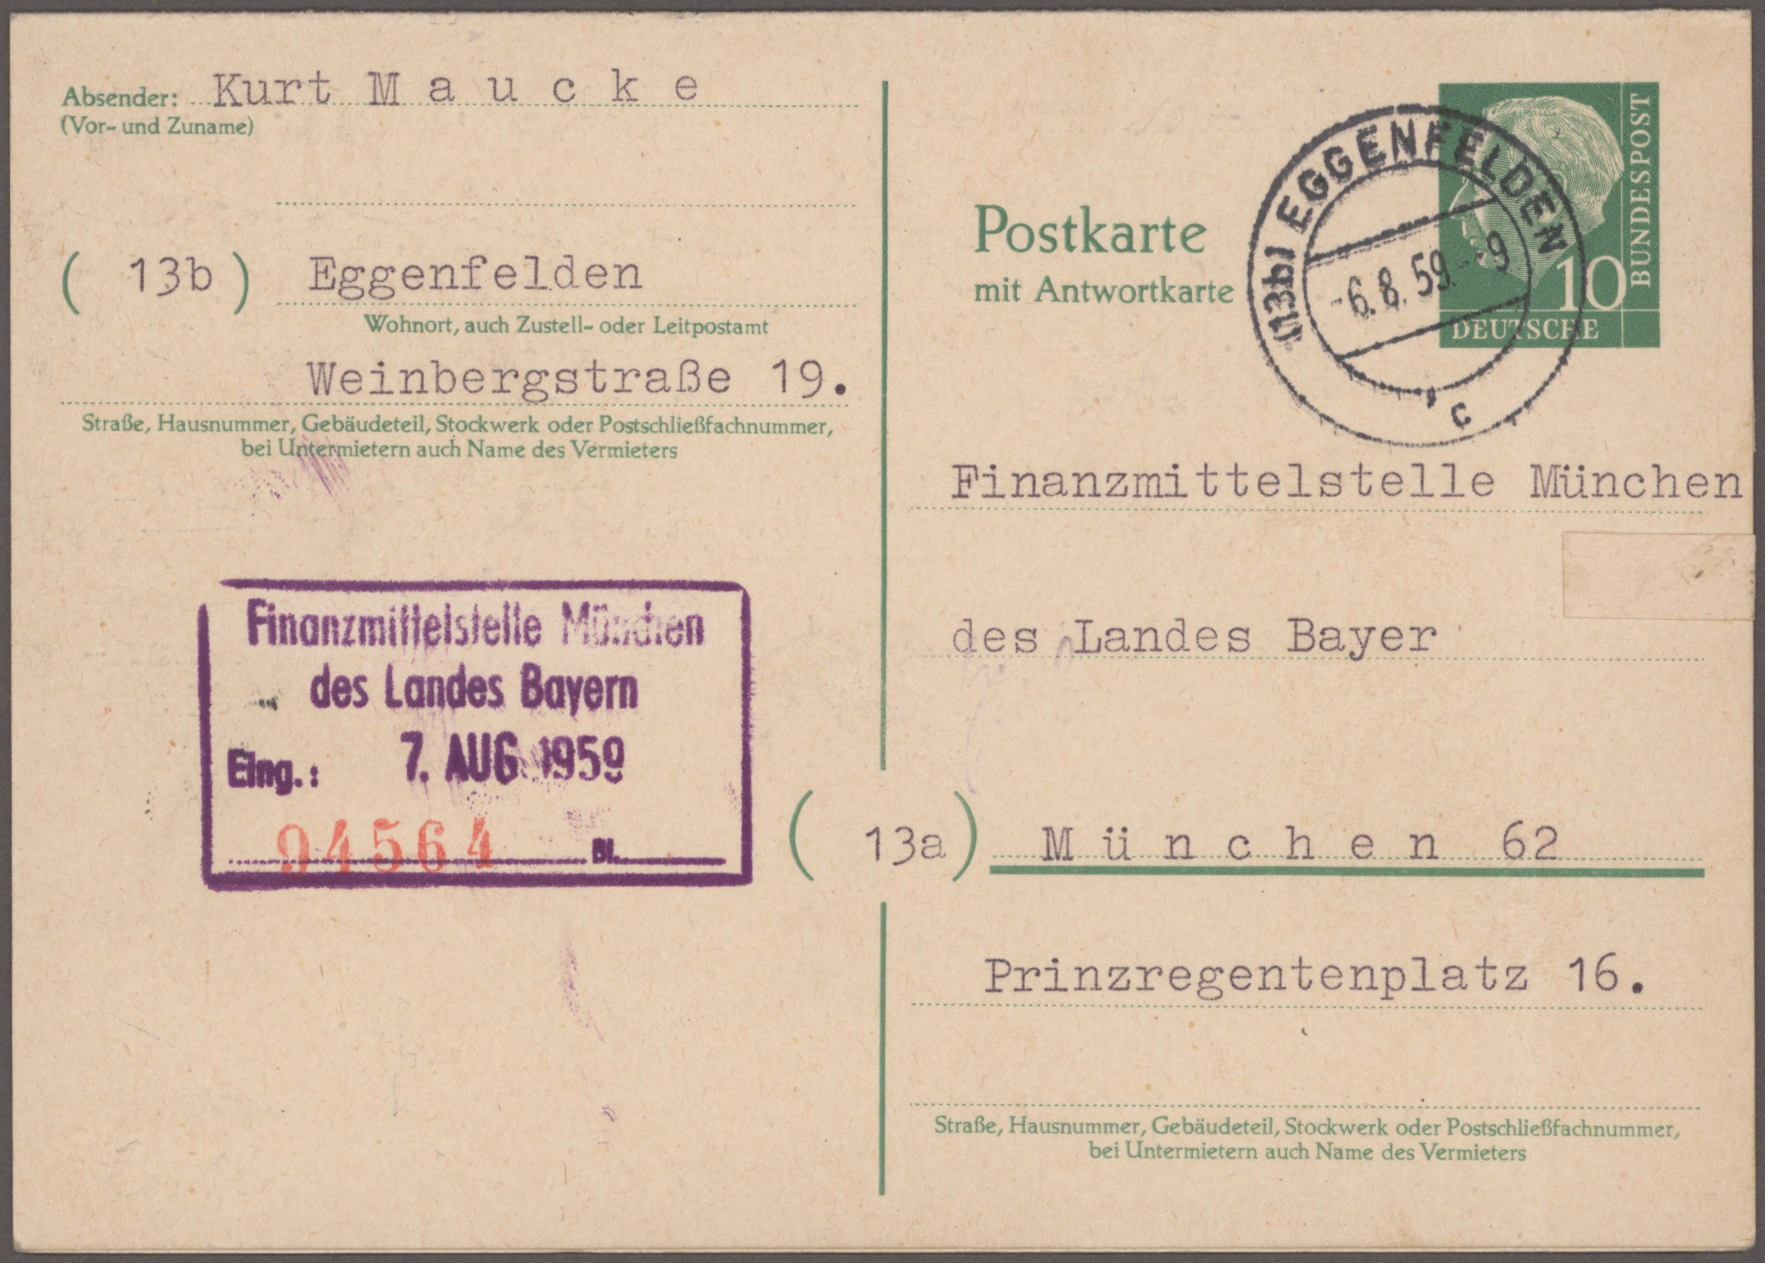 Absender: Kurt M a u c k e
(Vor- und Zuname)
( 13b ) Eggenfelden
Wohnort, auch Zustell- oder Leitpostamt
Weinbergstraße 19.
Straße, Hausnummer, Gebäudeteil, Stockwerk oder Postschließfachnummer,
bei Untermietern auch Name des Vermieters
Finanzmittelstelle München
des Landes Bayern
Eing.: 7. AUG. 1959
94564 Bl.
Postkarte
mit Antwortkarte
(13b) EGGENFELDEN
-6.8.59.-9
c
BUNDESPOST
10
DEUTSCHE
Finanzmittelstelle München
des Landes Bayer
( 13a ) M ü n c h e n 62
Prinzregentenplatz 16.
Straße, Hausnummer, Gebäudeteil, Stockwerk oder Postschließfachnummer,
bei Untermietern auch Name des Vermieters